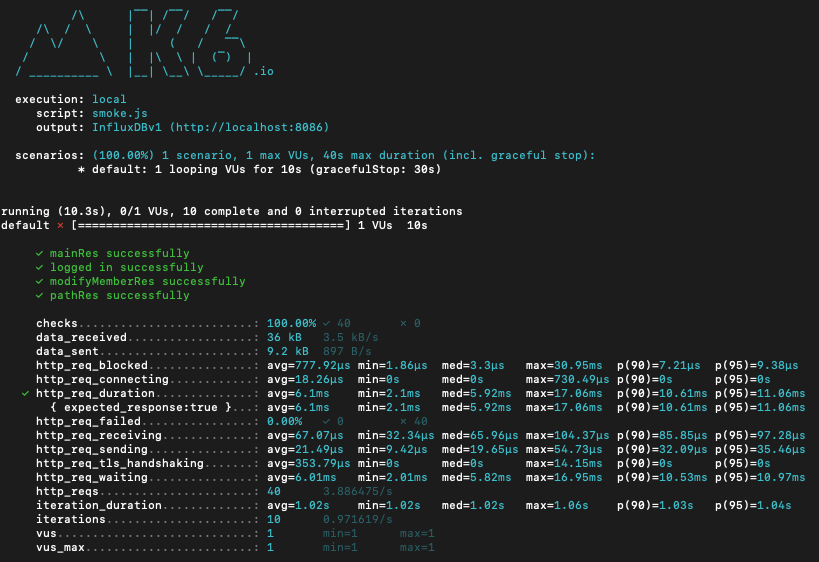 K6
.io
execution: local
script: smoke.js
output: InfluxDBv1 (http://localhost:8086)
scenarios: (100.00%) 1 scenario, 1 max VUs, 40s max duration (incl. graceful stop):
* default: 1 looping VUs for 10s (gracefulStop: 30s)
running (10.3s), 0/1 VUs, 10 complete and 0 interrupted iterations
default ✗ [======================================] 1 VUs  10s
✓ mainRes successfully
✓ logged in successfully
✓ modifyMemberRes successfully
✓ pathRes successfully
checks.........................: 100.00% ✓ 40       ✗ 0
data_received..................: 36 kB   3.5 kB/s
data_sent......................: 9.2 kB  897 B/s
http_req_blocked...............: avg=777.92µs min=1.86µs  med=3.3µs   max=30.95ms  p(90)=7.21µs  p(95)=9.38µs
http_req_connecting............: avg=18.26µs  min=0s      med=0s      max=730.49µs p(90)=0s      p(95)=0s
✓ http_req_duration..............: avg=6.1ms    min=2.1ms   med=5.92ms  max=17.06ms  p(90)=10.61ms p(95)=11.06ms
{ expected_response:true }...: avg=6.1ms    min=2.1ms   med=5.92ms  max=17.06ms  p(90)=10.61ms p(95)=11.06ms
http_req_failed................: 0.00%   ✓ 0        ✗ 40
http_req_receiving.............: avg=67.07µs  min=32.34µs med=65.96µs max=104.37µs p(90)=85.85µs p(95)=97.28µs
http_req_sending...............: avg=21.49µs  min=9.42µs  med=19.65µs max=54.73µs  p(90)=32.09µs p(95)=35.46µs
http_req_tls_handshaking.......: avg=353.79µs min=0s      med=0s      max=14.15ms  p(90)=0s      p(95)=0s
http_req_waiting...............: avg=6.01ms   min=2.01ms  med=5.82ms  max=16.95ms  p(90)=10.53ms p(95)=10.97ms
http_reqs......................: 40      3.886475/s
iteration_duration.............: avg=1.02s    min=1.02s   med=1.02s   max=1.06s    p(90)=1.03s   p(95)=1.04s
iterations.....................: 10      0.971619/s
vus............................: 1       min=1      max=1
vus_max........................: 1       min=1      max=1